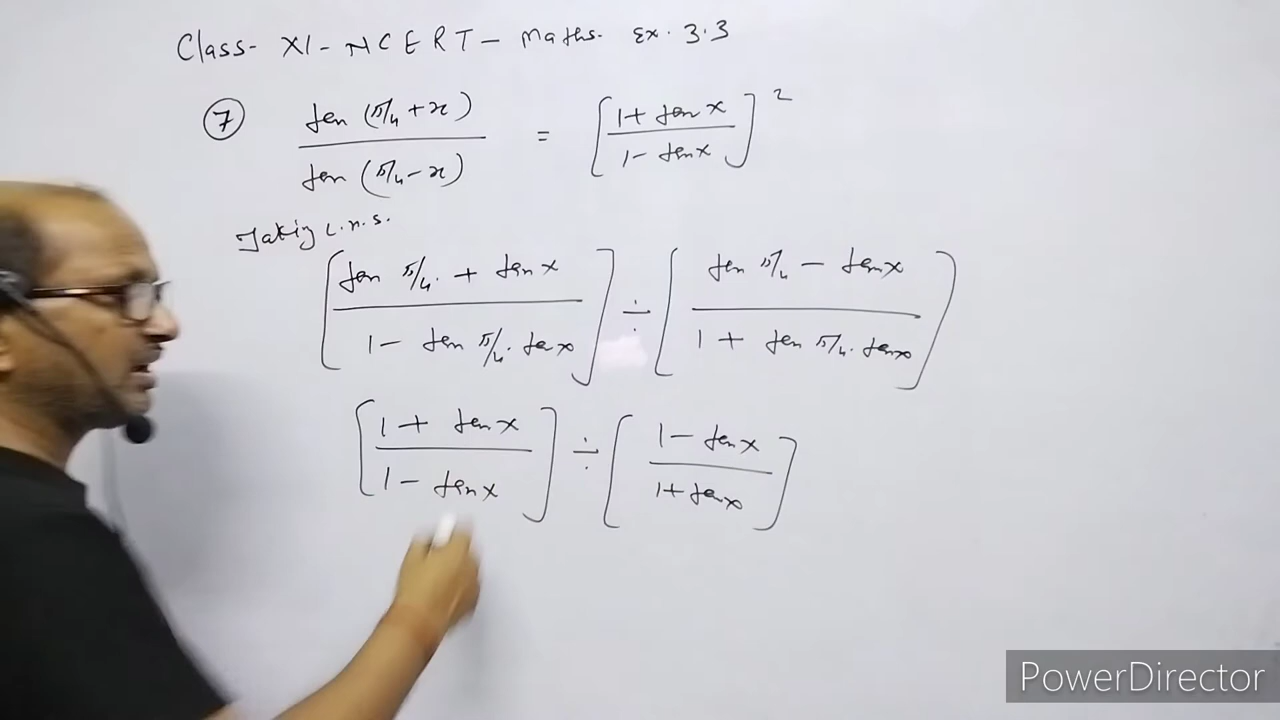 Class- XI - NCERT - Maths. Ex. 3.3
7 tan (π/4 + x) / tan (π/4 - x) = [1 + tan x / 1 - tan x]²
Taking L.H.S.
[tan π/4 + tan x / 1 - tan π/4 . tan x] ÷ [tan π/4 - tan x / 1 + tan π/4 . tan x]
[1 + tan x / 1 - tan x] ÷ [1 - tan x / 1 + tan x]
PowerDirector